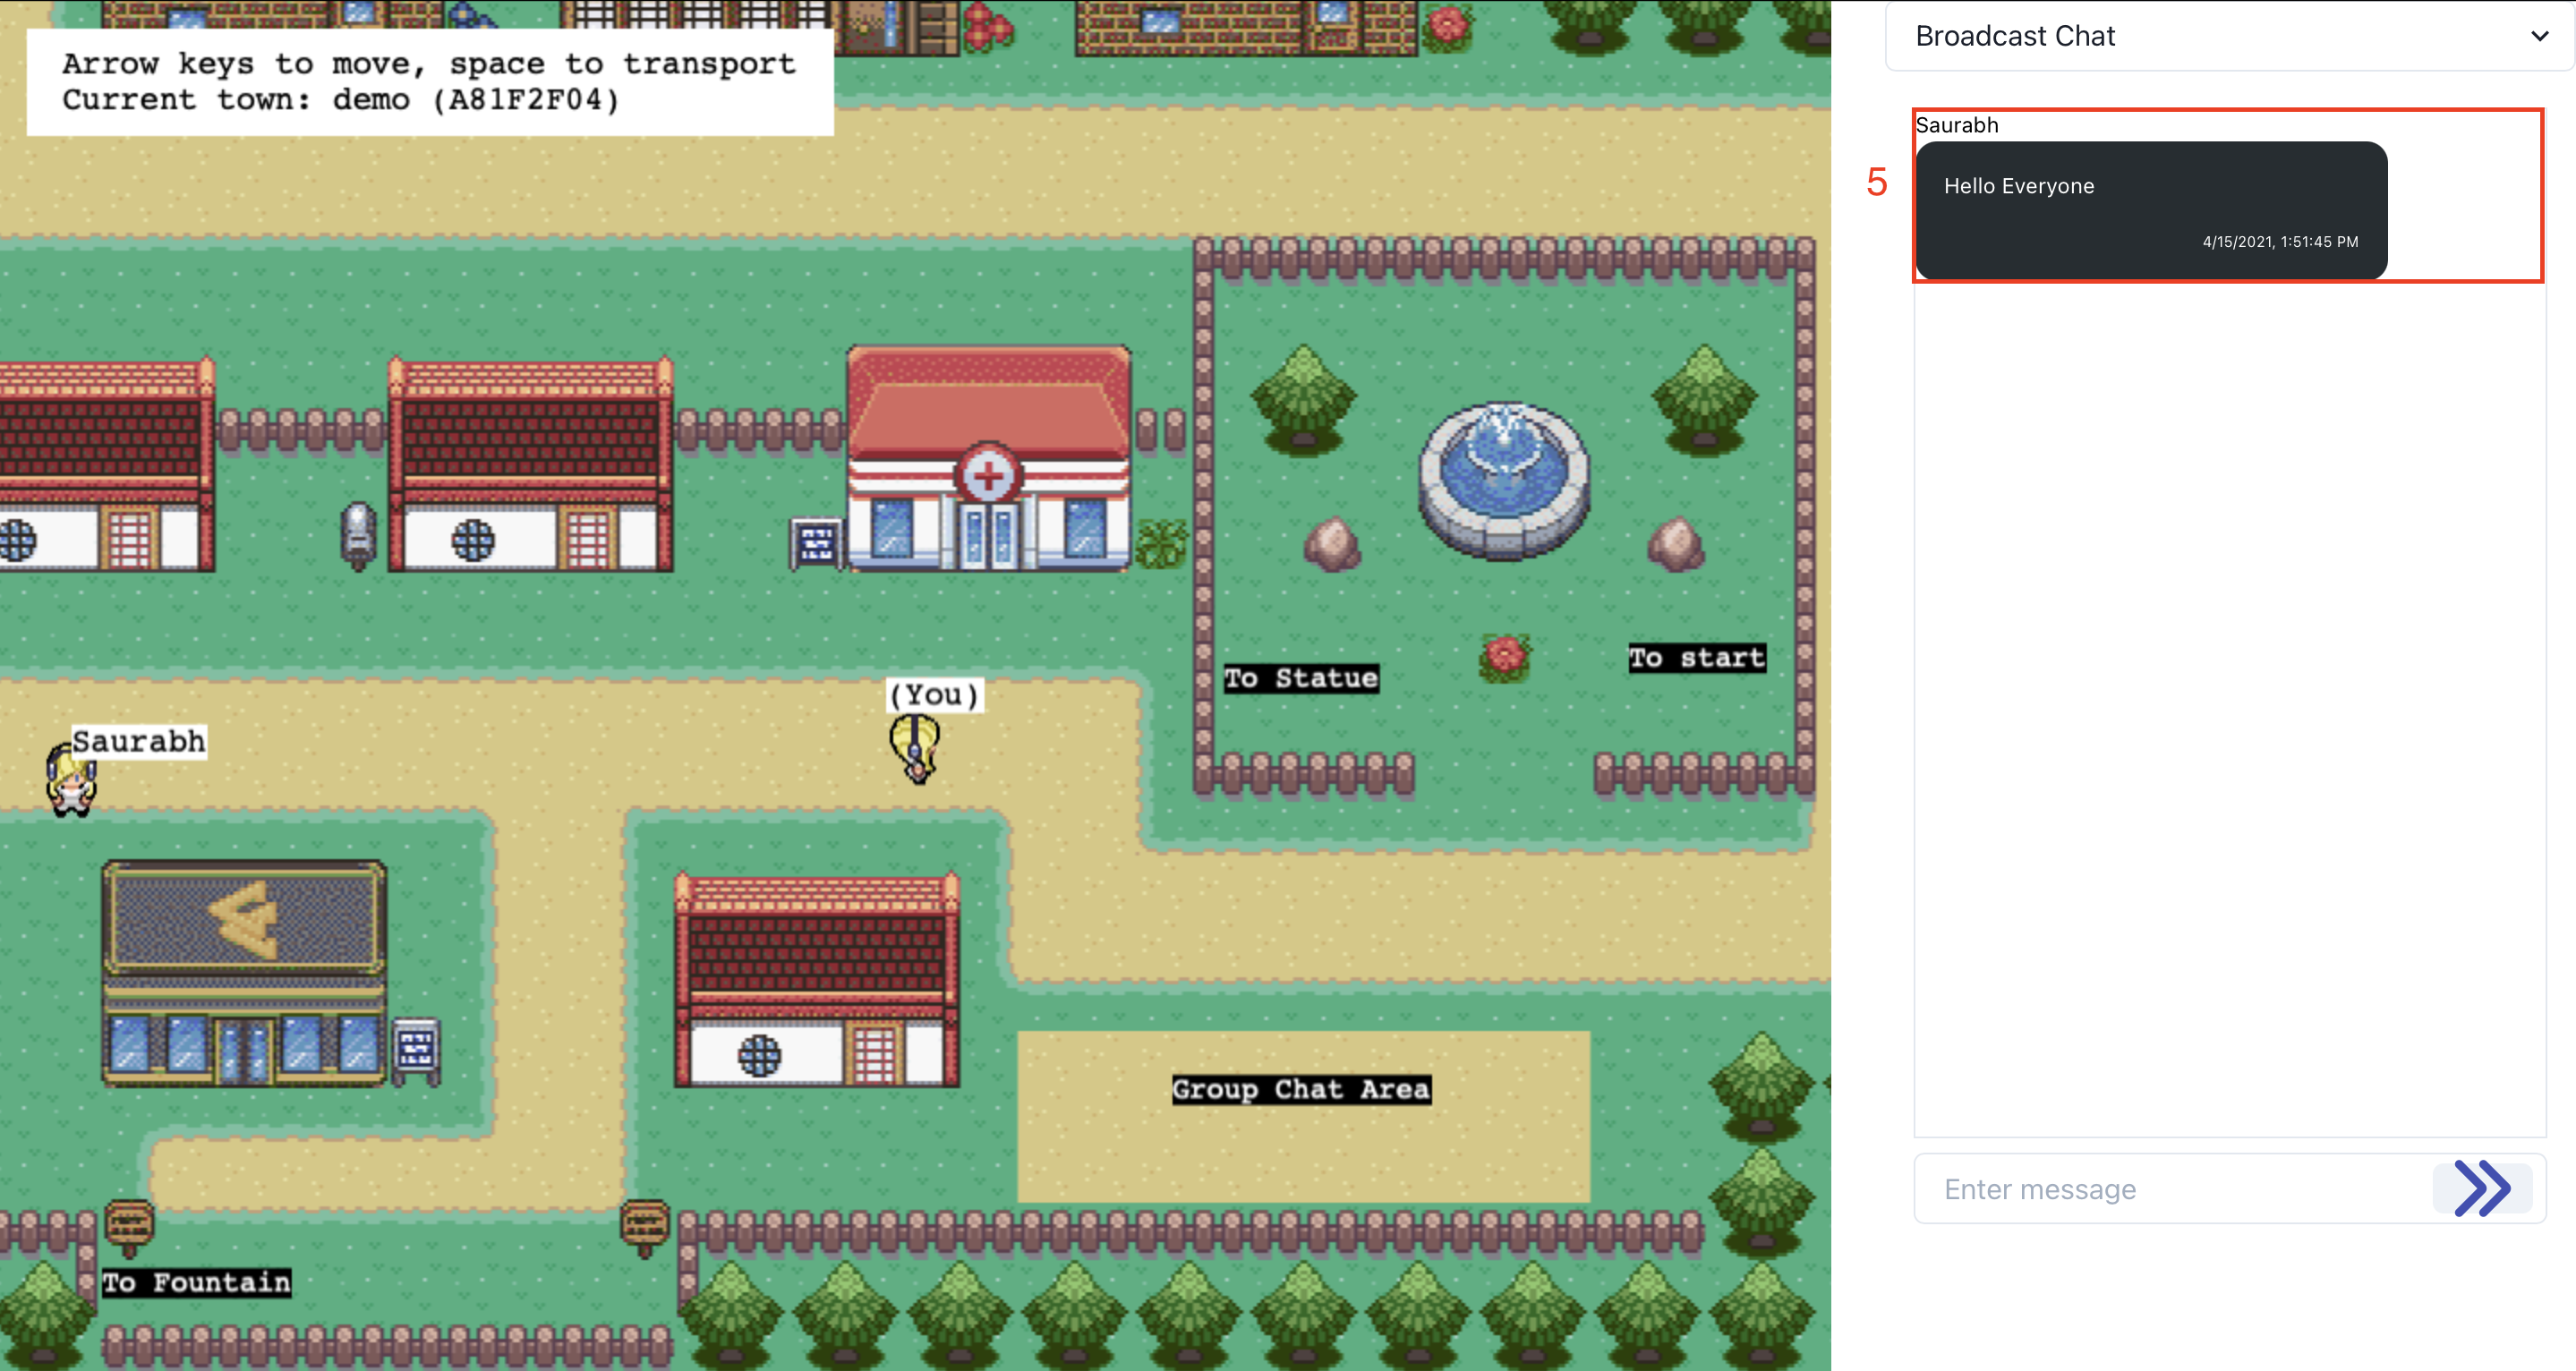 Arrow keys to move, space to transport
Current town: demo (A81F2F04)
Broadcast Chat
Saurabh
5
Hello Everyone
4/15/2021, 1:51:45 PM
To Statue
To start
(You)
Saurabh
Group Chat Area
Enter message
To Fountain